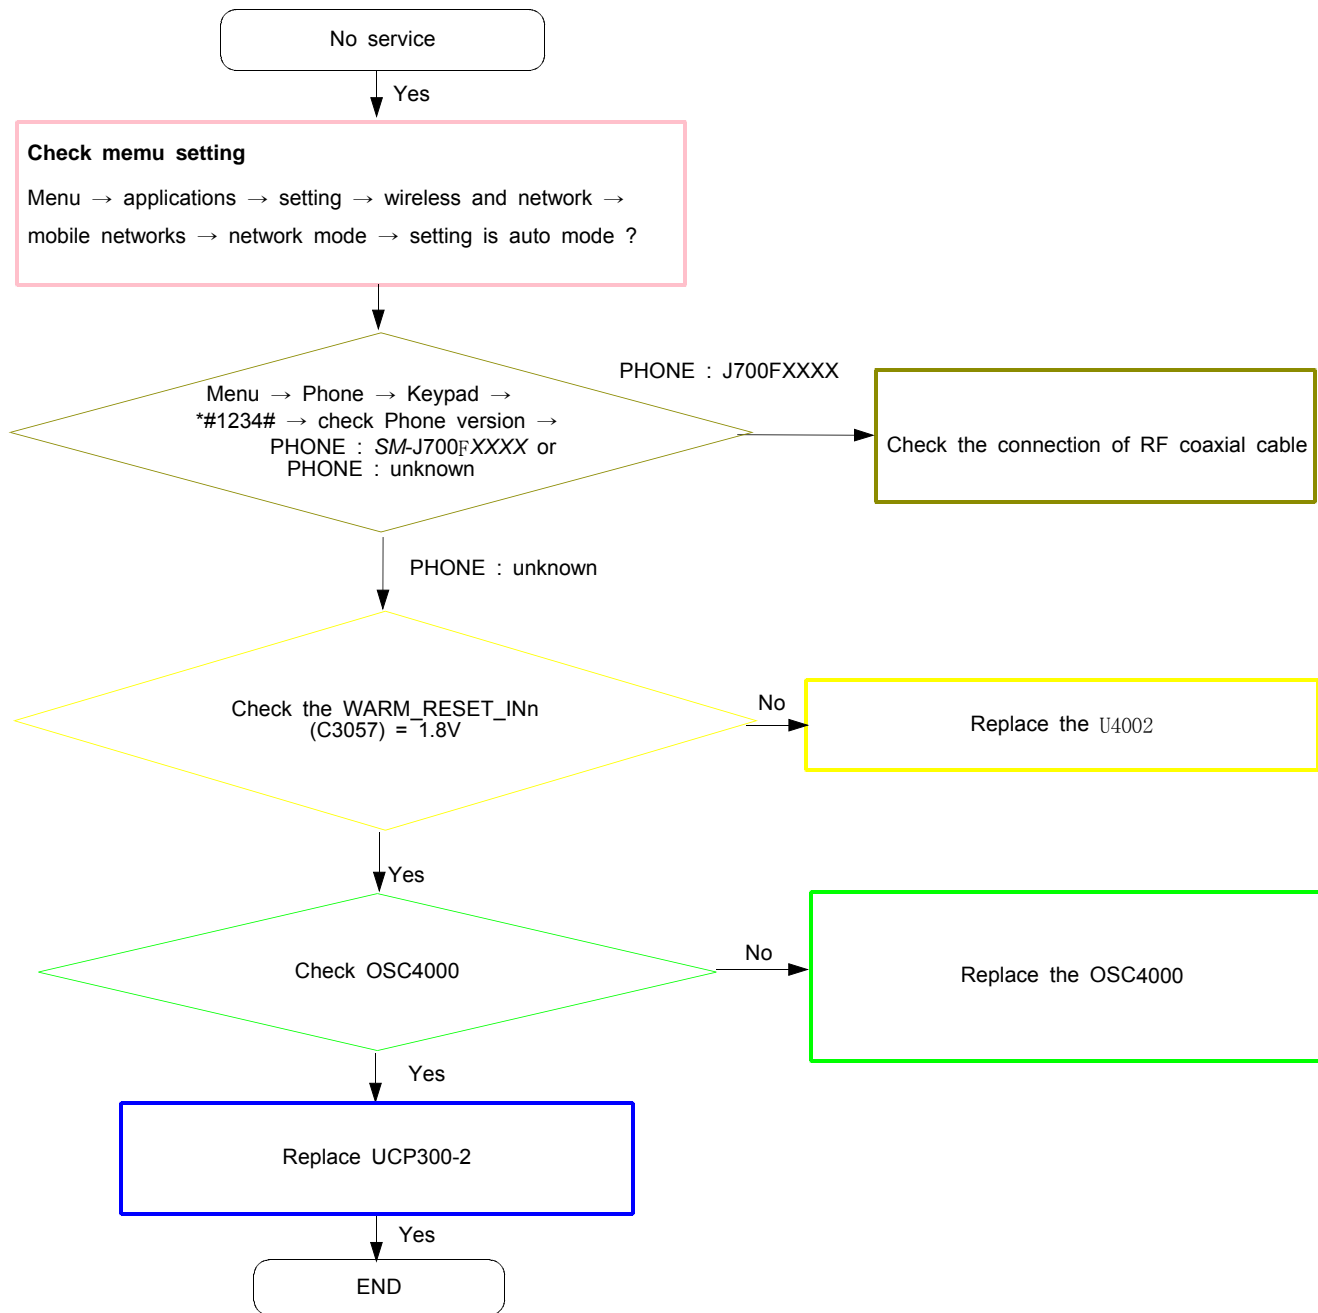 No service
Yes
Check memu setting
Menu → applications → setting → wireless and network →
mobile networks → network mode → setting is auto mode ?
PHONE : J700FXXXX
Menu → Phone → Keypad →
*#1234# → check Phone version →
PHONE : SM-J700FXXXX or
PHONE : unknown
Check the connection of RF coaxial cable
PHONE : unknown
Check the WARM_RESET_INn
(C3057) = 1.8V
No
Replace the U4002
Yes
Check OSC4000
No
Replace the OSC4000
Yes
Replace UCP300-2
Yes
END